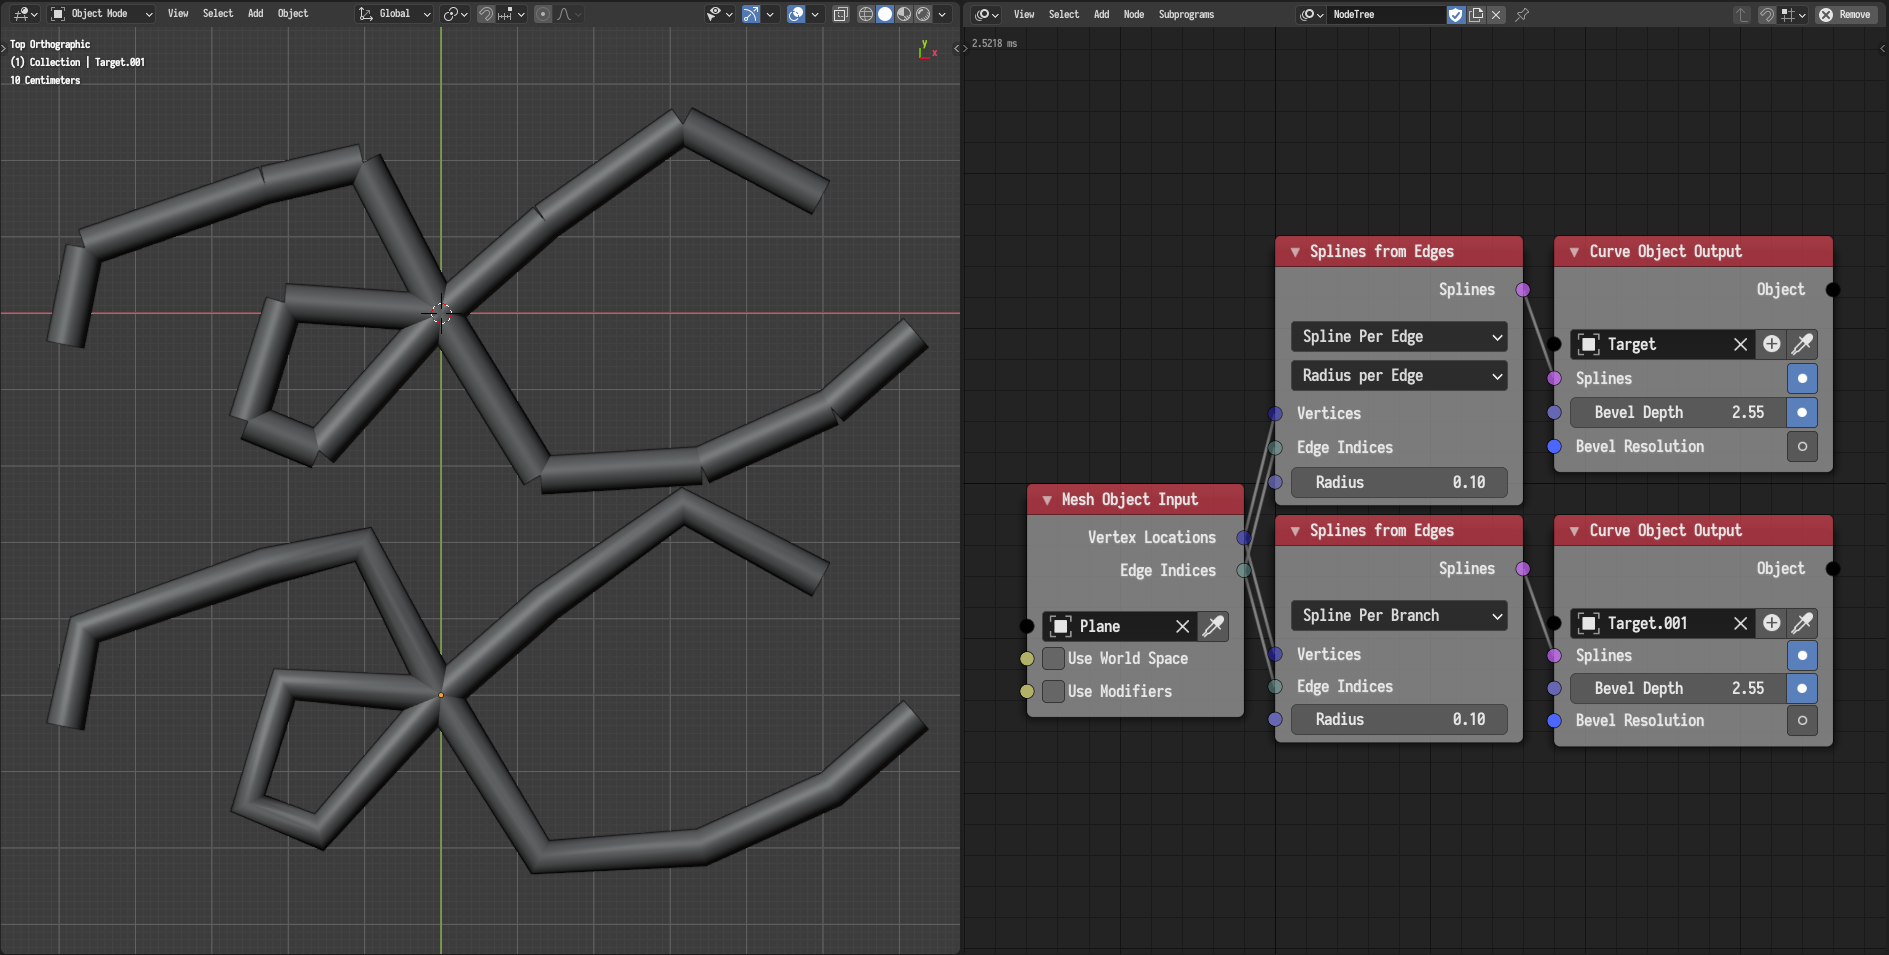 Object Mode
View
Select
Add
Object
Global
Top Orthographic
(1) Collection | Target.001
10 Centimeters
y
x
View
Select
Add
Node
Subprograms
NodeTree
Remove
2.5218 ms
Splines from Edges
Splines
Spline Per Edge
Radius per Edge
Vertices
Edge Indices
Radius 0.10
Curve Object Output
Object
Target
Splines
Bevel Depth 2.55
Bevel Resolution
Mesh Object Input
Vertex Locations
Edge Indices
Plane
Use World Space
Use Modifiers
Splines from Edges
Splines
Spline Per Branch
Vertices
Edge Indices
Radius 0.10
Curve Object Output
Object
Target.001
Splines
Bevel Depth 2.55
Bevel Resolution